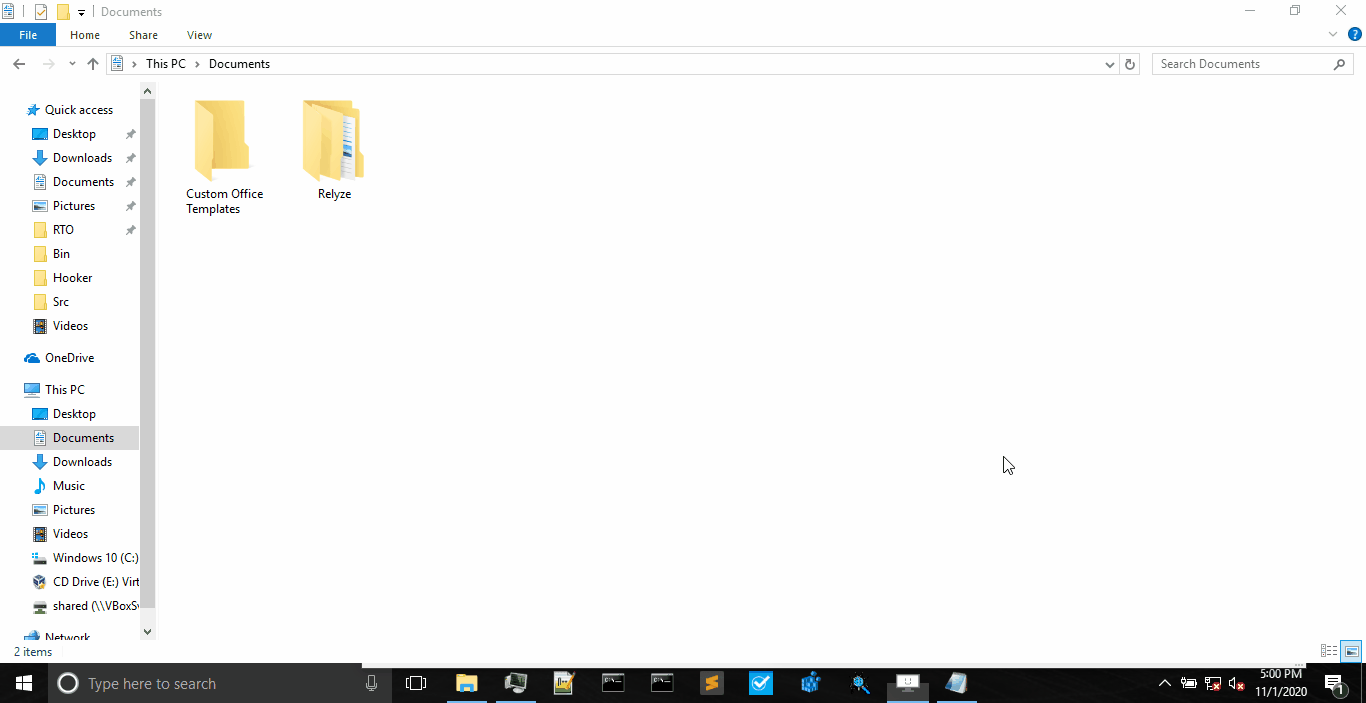 Documents
File Home Share View
This PC Documents
Search Documents
Quick access
Desktop
Downloads
Documents
Pictures
RTO
Bin
Hooker
Src
Videos
OneDrive
This PC
Desktop
Documents
Downloads
Music
Pictures
Videos
Windows 10 (C:)
CD Drive (E:) Virt
shared (\\VBoxSv
Network
Custom Office
Templates
Relyze
2 items
Type here to search
5:00 PM
11/1/2020
1